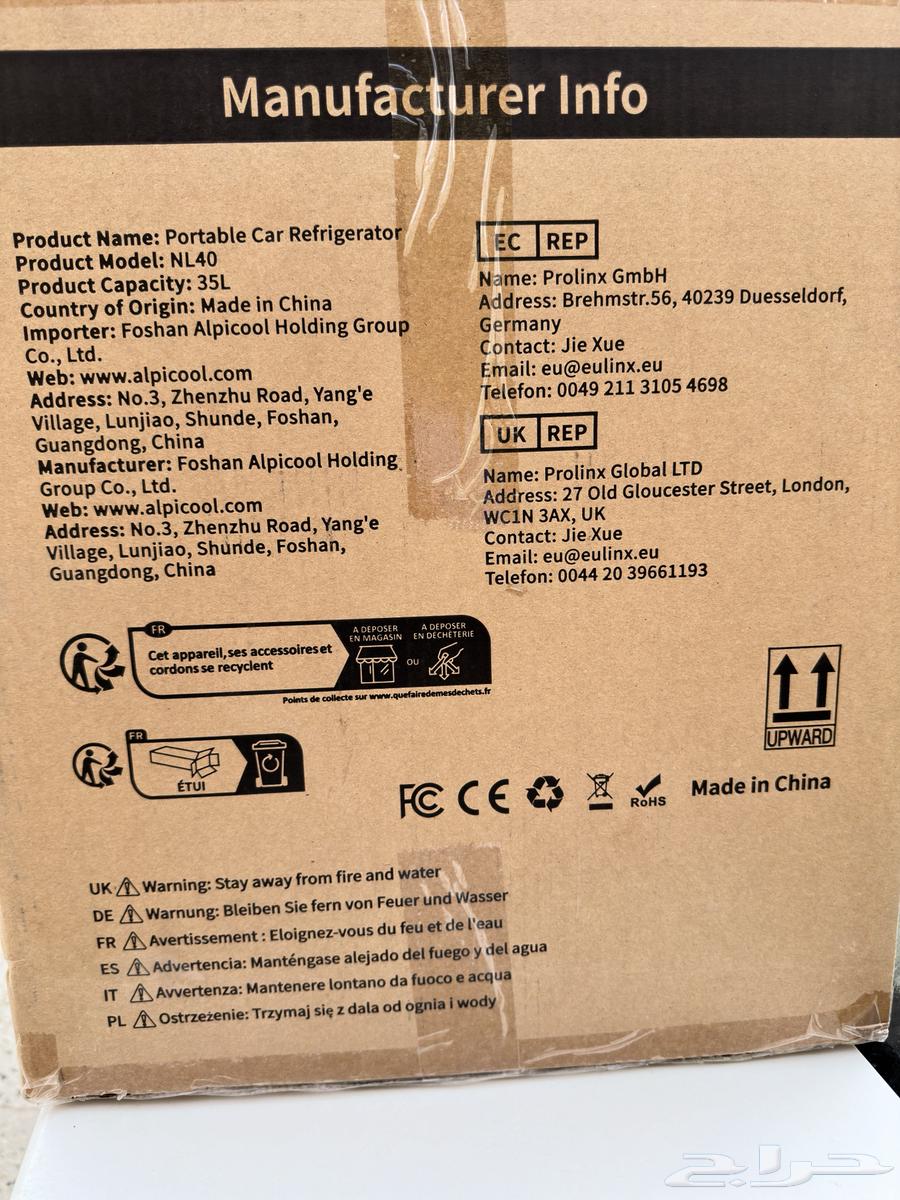 Manufacturer Info
Product Name: Portable Car Refrigerator
Product Model: NL40
Product Capacity: 35L
Country of Origin: Made in China
Importer: Foshan Alpicool Holding Group
Co., Ltd.
Web: www.alpicool.com
Address: No.3, Zhenzhu Road, Yang'e
Village, Lunjiao, Shunde, Foshan,
Guangdong, China
Manufacturer: Foshan Alpicool Holding
Group Co., Ltd.
Web: www.alpicool.com
Address: No.3, Zhenzhu Road, Yang'e
Village, Lunjiao, Shunde, Foshan,
Guangdong, China
EC REP
Name: Prolinx GmbH
Address: Brehmstr.56, 40239 Duesseldorf,
Germany
Contact: Jie Xue
Email: eu@eulinx.eu
Telefon: 0049 211 3105 4698
UK REP
Name: Prolinx Global LTD
Address: 27 Old Gloucester Street, London,
WC1N 3AX, UK
Contact: Jie Xue
Email: eu@eulinx.eu
Telefon: 0044 20 39661193
FR
Cet appareil, ses accessoires et
cordons se recyclent
A DEPOSER
EN MAGASIN
OU
A DEPOSER
EN DECHETERIE
Points de collecte sur www.quefairedemesdechets.fr
FR
ÉTUI
UPWARD
FC CE RoHS Made in China
UK Warning: Stay away from fire and water
DE Warnung: Bleiben Sie fern von Feuer und Wasser
FR Avertissement : Eloignez-vous du feu et de l'eau
ES Advertencia: Manténgase alejado del fuego y del agua
IT Avvertenza: Mantenere lontano da fuoco e acqua
PL Ostrzeżenie: Trzymaj się z dala od ognia i wody
حراج